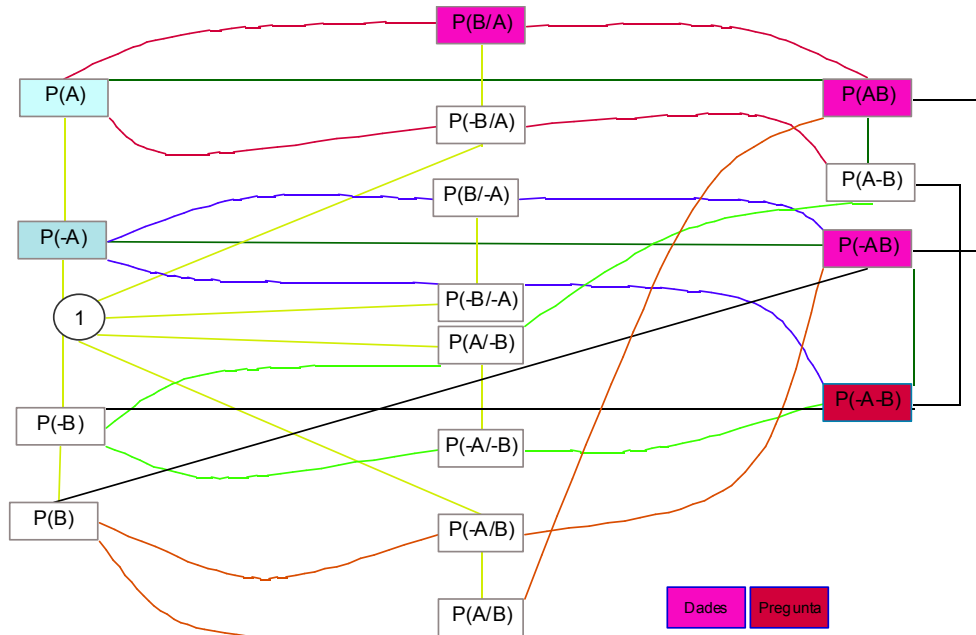 P(B/A)
P(A)
P(AB)
P(-B/A)
P(A-B)
P(B/-A)
P(-A)
P(-AB)
P(-B/-A)
1
P(A/-B)
P(-A-B)
P(-B)
P(-A/-B)
P(B)
P(-A/B)
P(A/B)
Dades
Pregunta